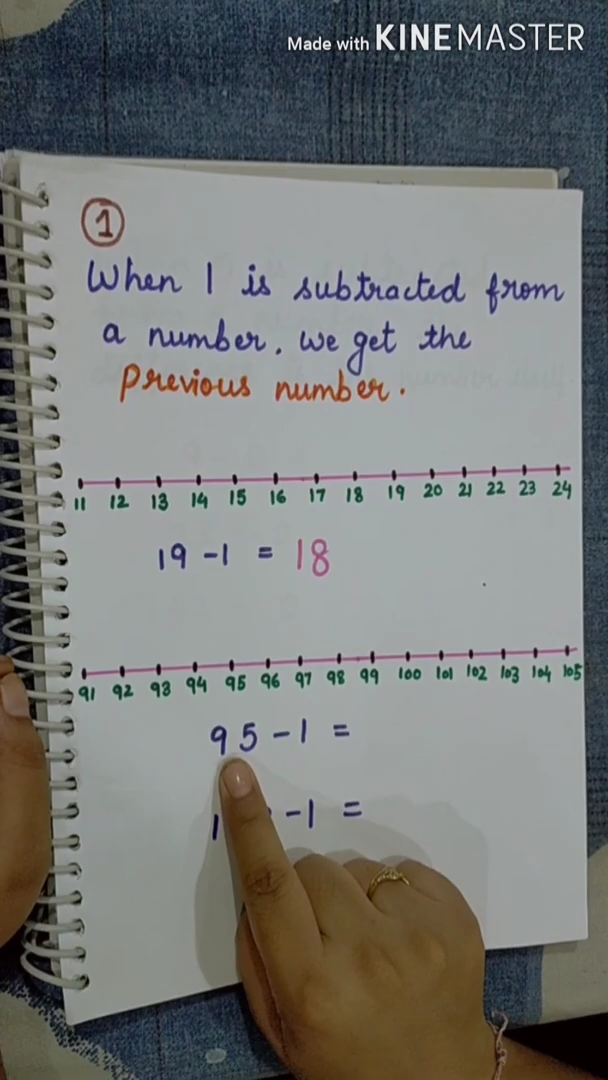 Made with KINEMASTER
1
When 1 is subtracted from
a number, we get the
Previous number.
11 12 13 14 15 16 17 18 19 20 21 22 23 24
19 - 1 = 18
91 92 93 94 95 96 97 98 99 100 101 102 103 104 105
95 - 1 =
- 1 =